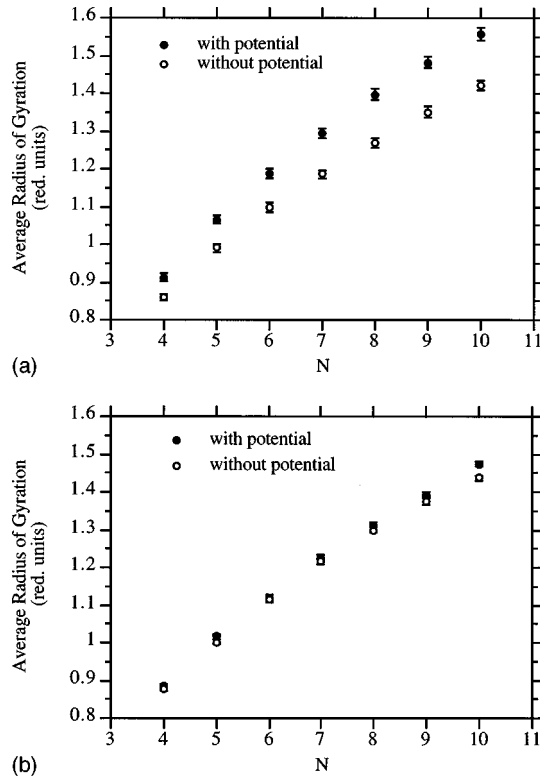 1.6
with potential
1.5
without potential
1.4
1.3
1.2
1.1
1
0.9
0.8
Average Radius of Gyration
(red. units)
3 4 5 6 7 8 9 10 11
(a)
N
1.6
with potential
1.5
without potential
1.4
1.3
1.2
1.1
1
0.9
0.8
Average Radius of Gyration
(red. units)
3 4 5 6 7 8 9 10 11
(b)
N